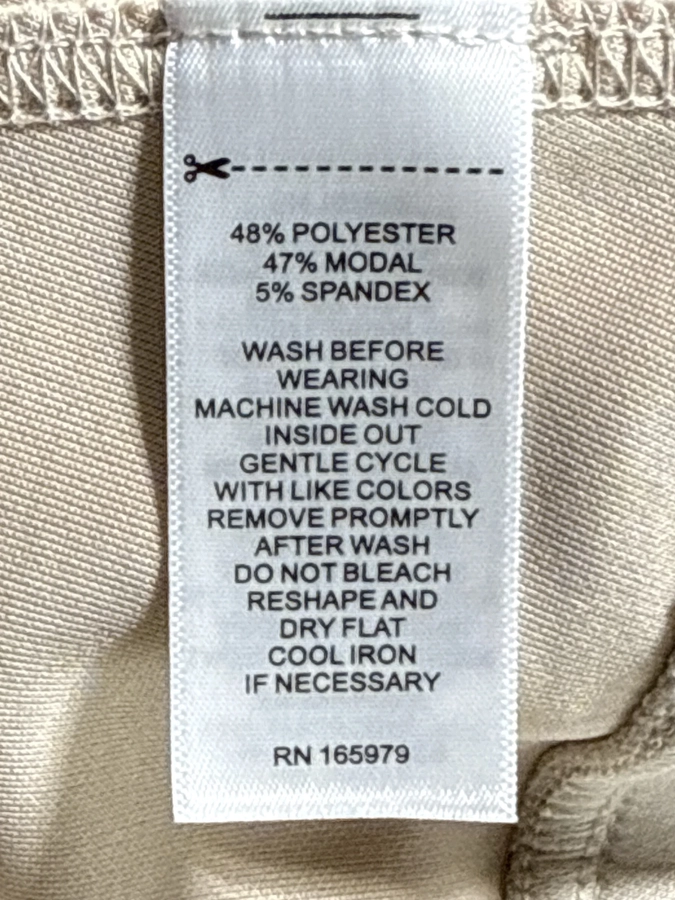 48% POLYESTER
47% MODAL
5% SPANDEX
WASH BEFORE
WEARING
MACHINE WASH COLD
INSIDE OUT
GENTLE CYCLE
WITH LIKE COLORS
REMOVE PROMPTLY
AFTER WASH
DO NOT BLEACH
RESHAPE AND
DRY FLAT
COOL IRON
IF NECESSARY
RN 165979